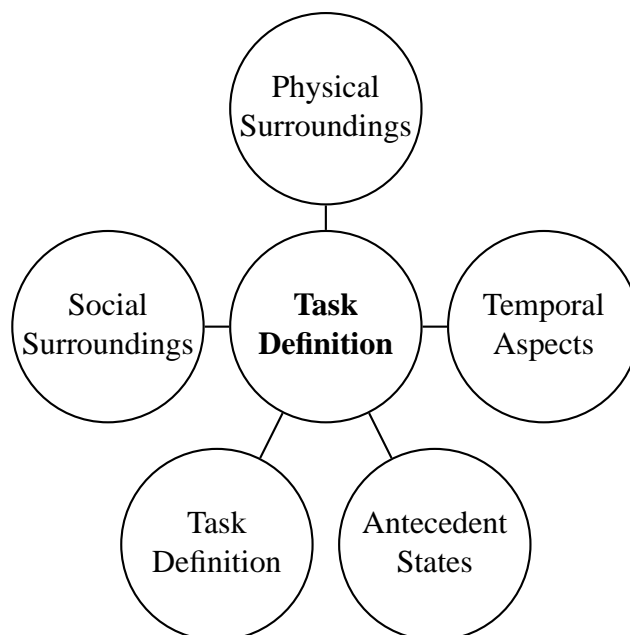 Physical
Surroundings
Social
Surroundings
Task
Definition
Temporal
Aspects
Task
Definition
Antecedent
States